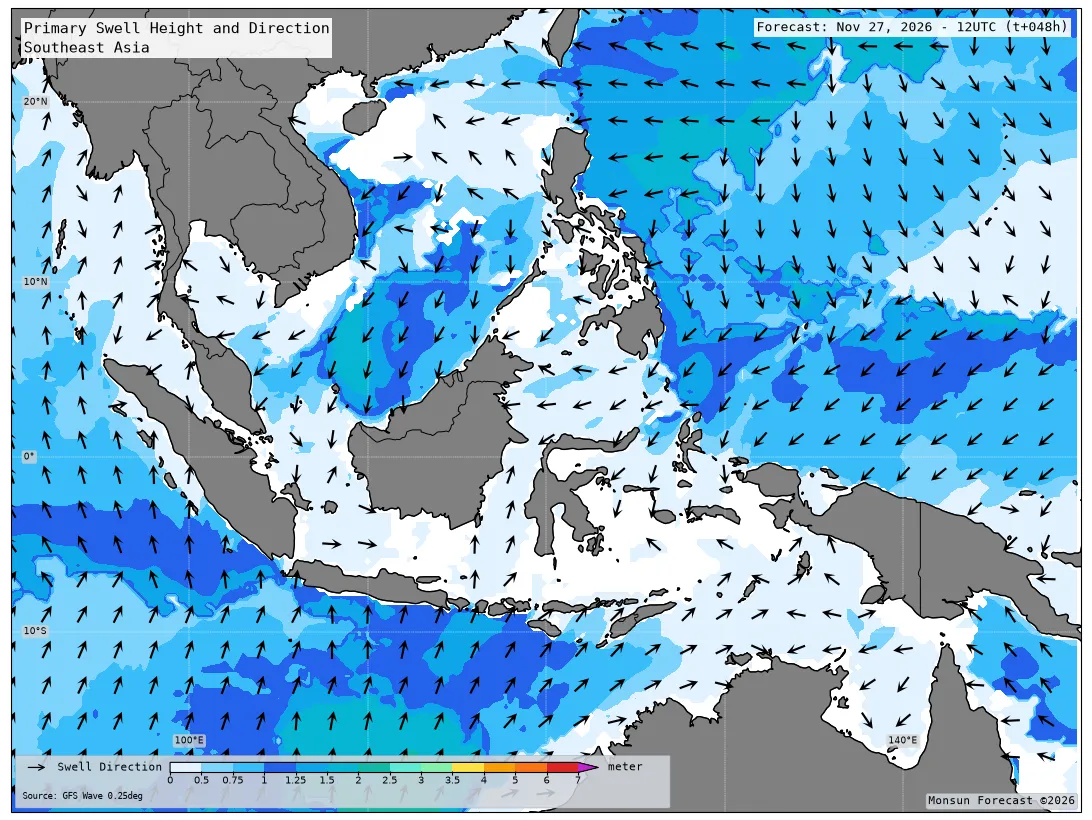 Primary Swell Height and Direction
Southeast Asia
Forecast: Nov 27, 2026 - 12UTC (t+048h)
20°N
10°N
0°
10°S
100°E
140°E
Swell Direction
0 0.5 0.75 1 1.25 1.5 2 2.5 3 3.5 4 5 6 7
meter
Source: GFS Wave 0.25deg
Monsun Forecast ©2026